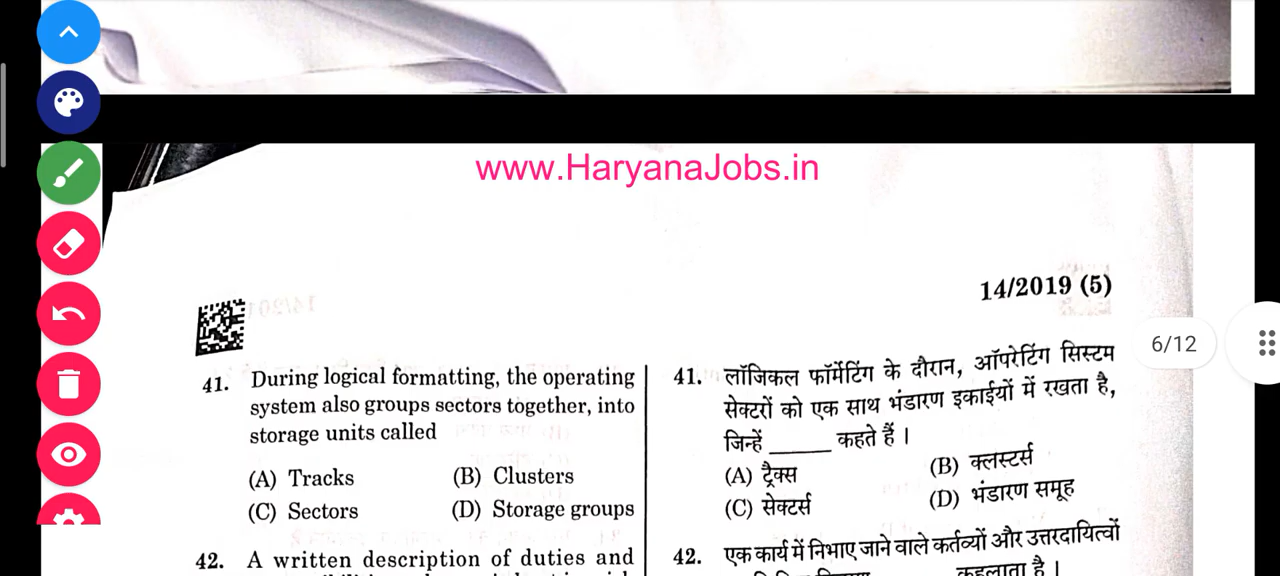 www.HaryanaJobs.in
14/2019 (5)
6/12
41. During logical formatting, the operating
system also groups sectors together, into
storage units called
(A) Tracks (B) Clusters
(C) Sectors (D) Storage groups
42. A written description of duties and
41. लॉजिकल फॉर्मेटिंग के दौरान, ऑपरेटिंग सिस्टम
सेक्टरों को एक साथ भंडारण इकाईयों में रखता है,
जिन्हें ______ कहते हैं ।
(A) ट्रैक्स (B) क्लस्टर्स
(C) सेक्टर्स (D) भंडारण समूह
42. एक कार्य में निभाए जाने वाले कर्तव्यों और उत्तरदायित्वों
कहलाता है ।